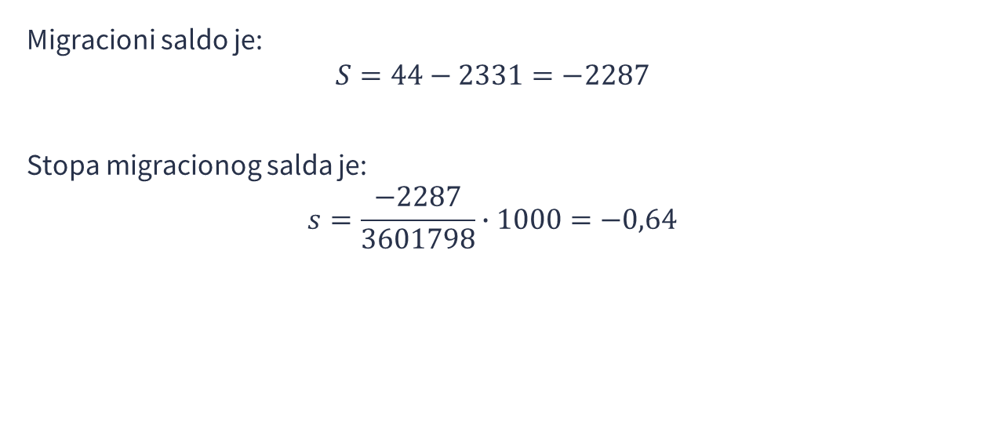 Migracioni saldo je:
S = 44 − 2331 = −2287
Stopa migracionog salda je:
s = −2287/3601798 · 1000 = −0,64